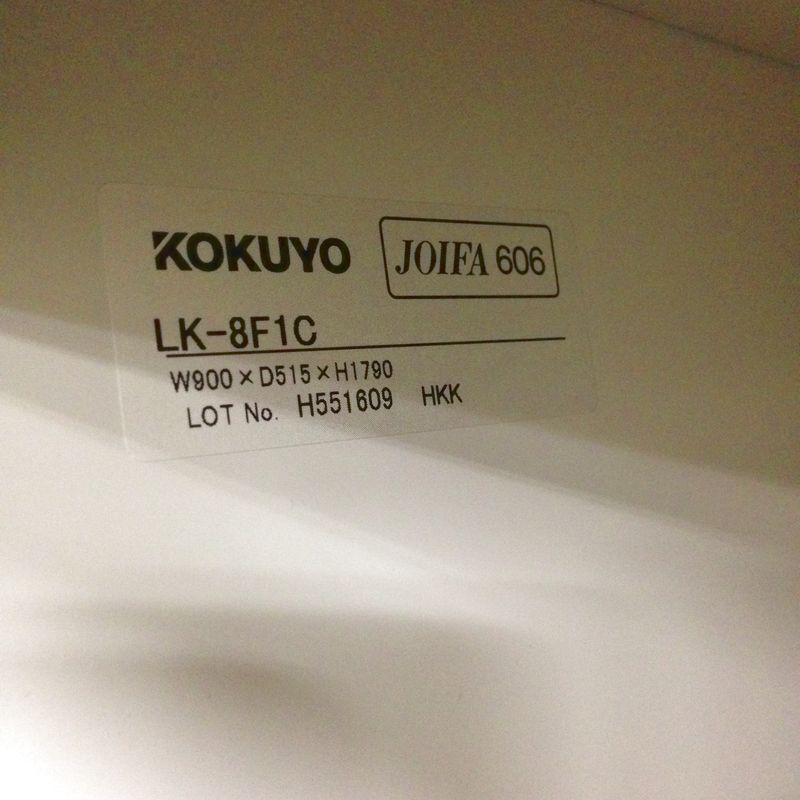 KOKUYO JOIFA 606
LK-8F1C
W900×D515×H1790
LOT No. H551609 HKK